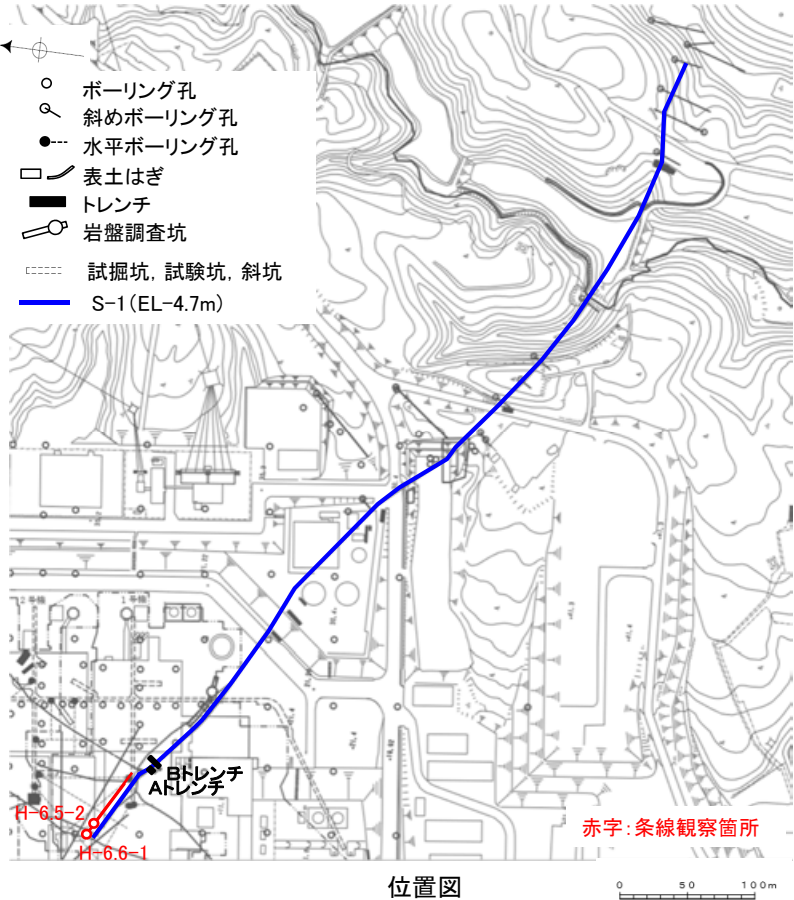 ボーリング孔
斜めボーリング孔
水平ボーリング孔
表土はぎ
トレンチ
岩盤調査坑
試掘坑, 試験坑, 斜坑
S-1(EL-4.7m)
Bトレンチ
Aトレンチ
H-6.5-2
H-6.6-1
赤字:条線観察箇所
位置図
0 50 100m